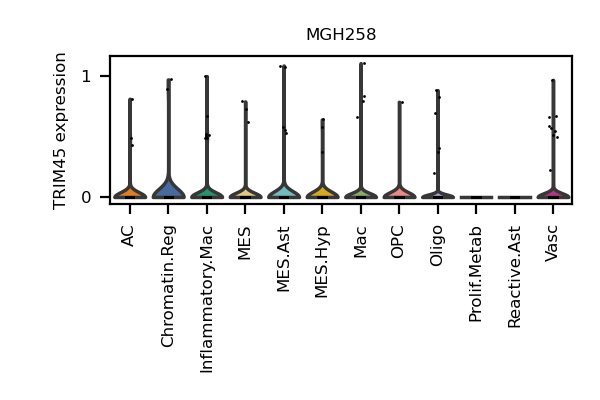 MGH258
TRIM45 expression
1
0
AC
Chromatin.Reg
Inflammatory.Mac
MES
MES.Ast
MES.Hyp
Mac
OPC
Oligo
Prolif.Metab
Reactive.Ast
Vasc